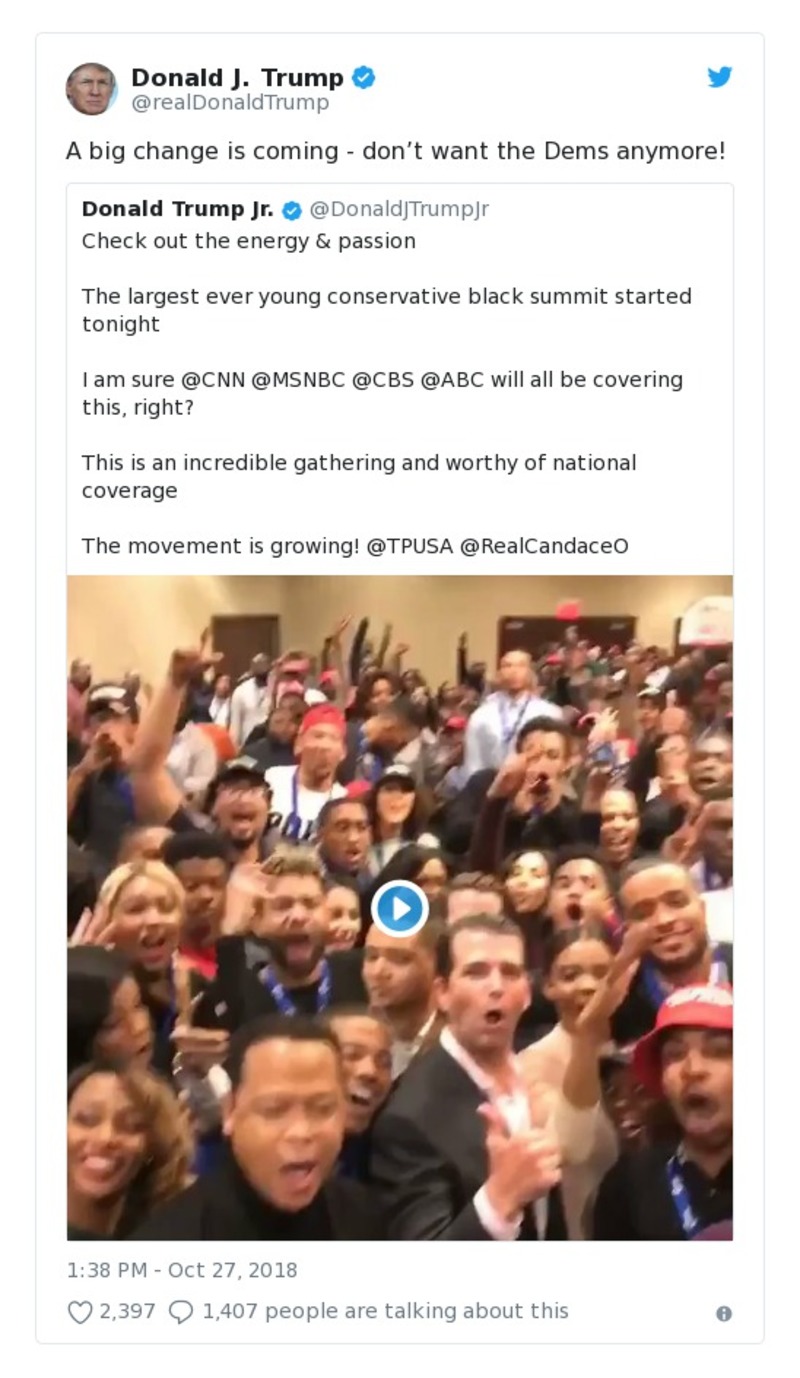 Donald J. Trump
@realDonaldTrump
A big change is coming - don’t want the Dems anymore!
Donald Trump Jr. @DonaldJTrumpJr
Check out the energy & passion
The largest ever young conservative black summit started
tonight
I am sure @CNN @MSNBC @CBS @ABC will all be covering
this, right?
This is an incredible gathering and worthy of national
coverage
The movement is growing! @TPUSA @RealCandaceO
1:38 PM - Oct 27, 2018
2,397 1,407 people are talking about this